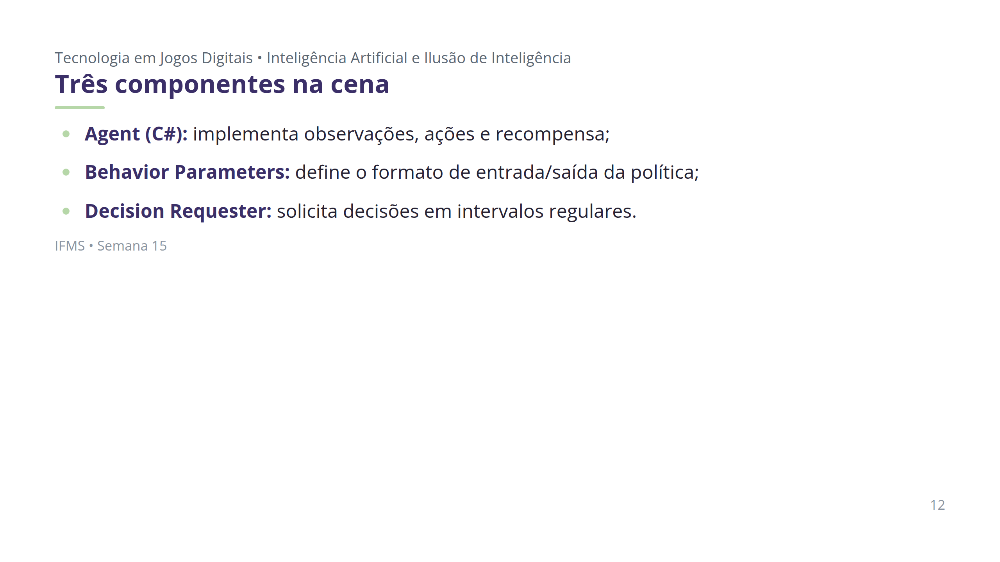 Tecnologia em Jogos Digitais • Inteligência Artificial e Ilusão de Inteligência
Três componentes na cena
• Agent (C#): implementa observações, ações e recompensa;
• Behavior Parameters: define o formato de entrada/saída da política;
• Decision Requester: solicita decisões em intervalos regulares.
IFMS • Semana 15
12